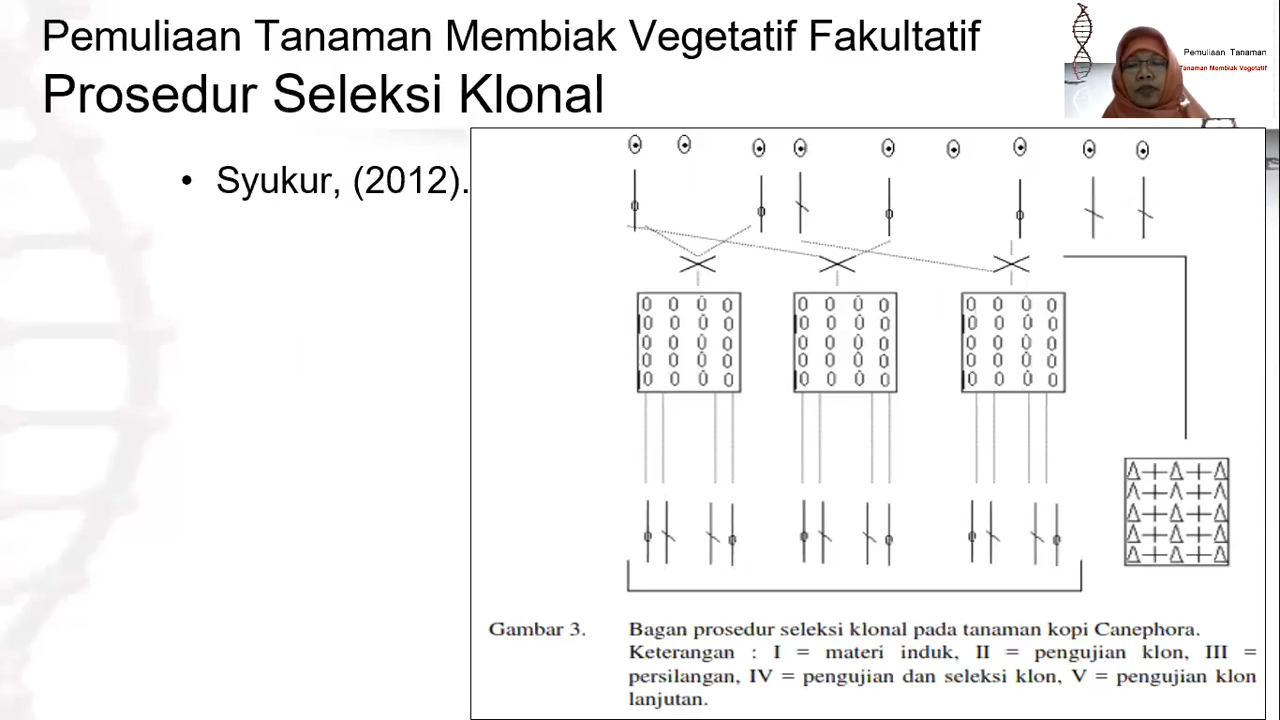 Pemuliaan Tanaman Membiak Vegetatif Fakultatif
Prosedur Seleksi Klonal
Pemuliaan Tanaman
Tanaman Membiak Vegetatif
• Syukur, (2012).
Gambar 3. Bagan prosedur seleksi klonal pada tanaman kopi Canephora.
Keterangan : I = materi induk, II = pengujian klon, III =
persilangan, IV = pengujian dan seleksi klon, V = pengujian klon
lanjutan.